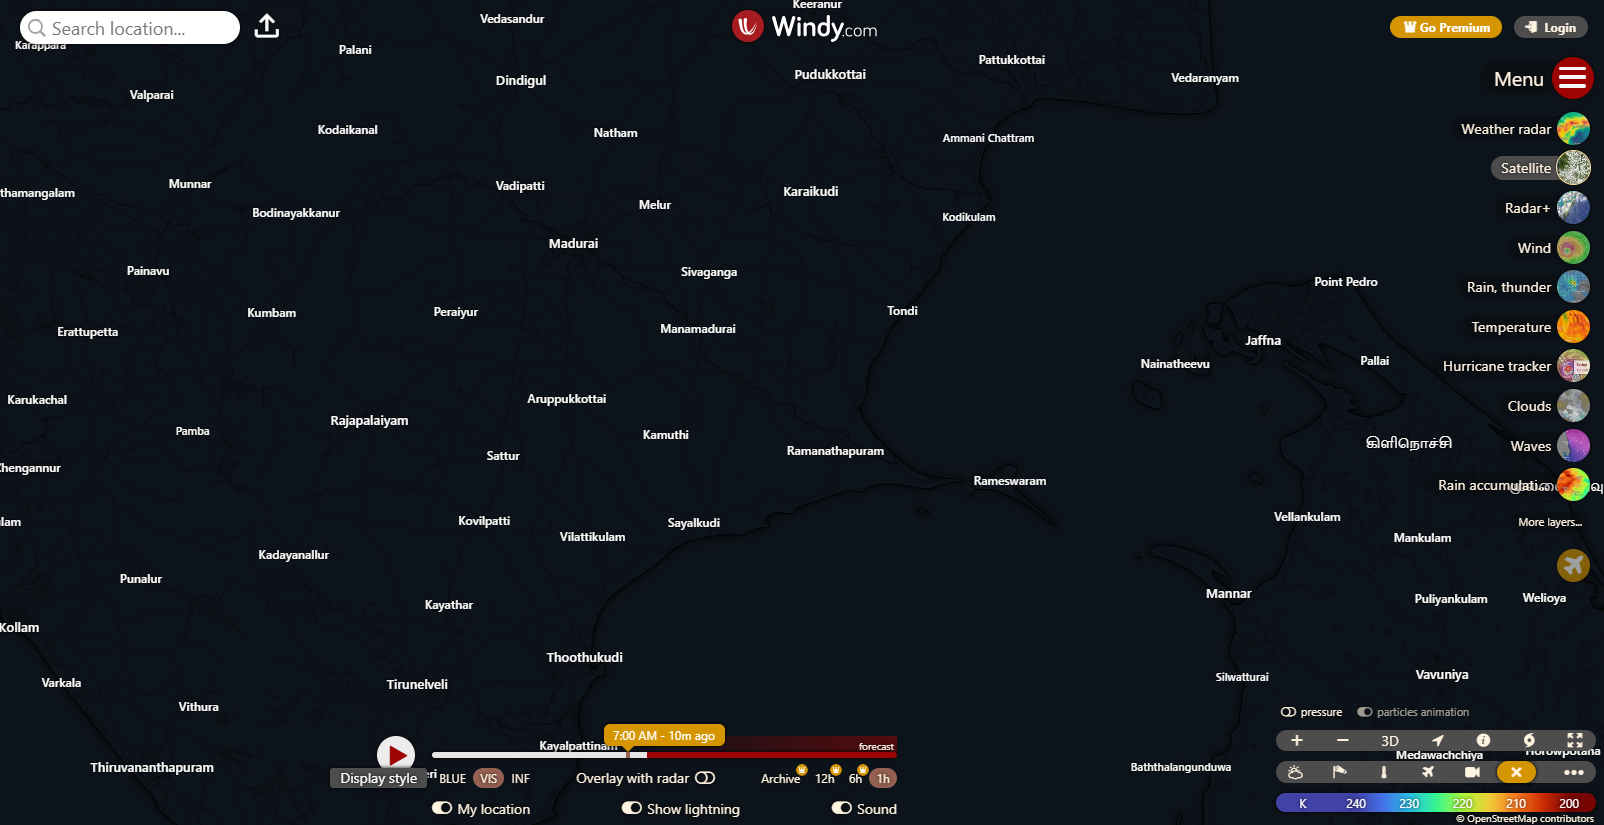 Search location...
Windy.com
Go Premium
Login
Menu
Weather radar
Satellite
Radar+
Wind
Rain, thunder
Temperature
Hurricane tracker
Clouds
Waves
Rain accumulati...
More layers...
Keeranur
Vedasandur
Karappara
Palani
Pattukkottai
Pudukkottai
Vedaranyam
Dindigul
Valparai
Kodaikanal
Natham
Ammani Chattram
Munnar
Vadipatti
thamangalam
Karaikudi
Melur
Bodinayakkanur
Kodikulam
Madurai
Painavu
Sivaganga
Point Pedro
Kumbam
Peraiyur
Tondi
Erattupetta
Manamadurai
Jaffna
Nainatheevu
Pallai
Karukachal
Aruppukkottai
Rajapalaiyam
Pamba
Kamuthi
கிளிநொச்சி
Ramanathapuram
Sattur
Chengannur
Rameswaram
lam
Kovilpatti
Sayalkudi
Vellankulam
Vilattikulam
Mankulam
Kadayanallur
Punalur
Mannar
Puliyankulam
Welioya
Kayathar
Kollam
Thoothukudi
Vavuniya
Silwatturai
Varkala
Tirunelveli
Vithura
Kayalpattinam
Thiruvananthapuram
Baththalangunduwa
Medawachchiya
Horowpotana
7:00 AM - 10m ago
forecast
Display style
eri
BLUE VIS INF
Overlay with radar
Archive 12h 6h 1h
My location
Show lightning
Sound
pressure
particles animation
3D
K 240 230 220 210 200
© OpenStreetMap contributors